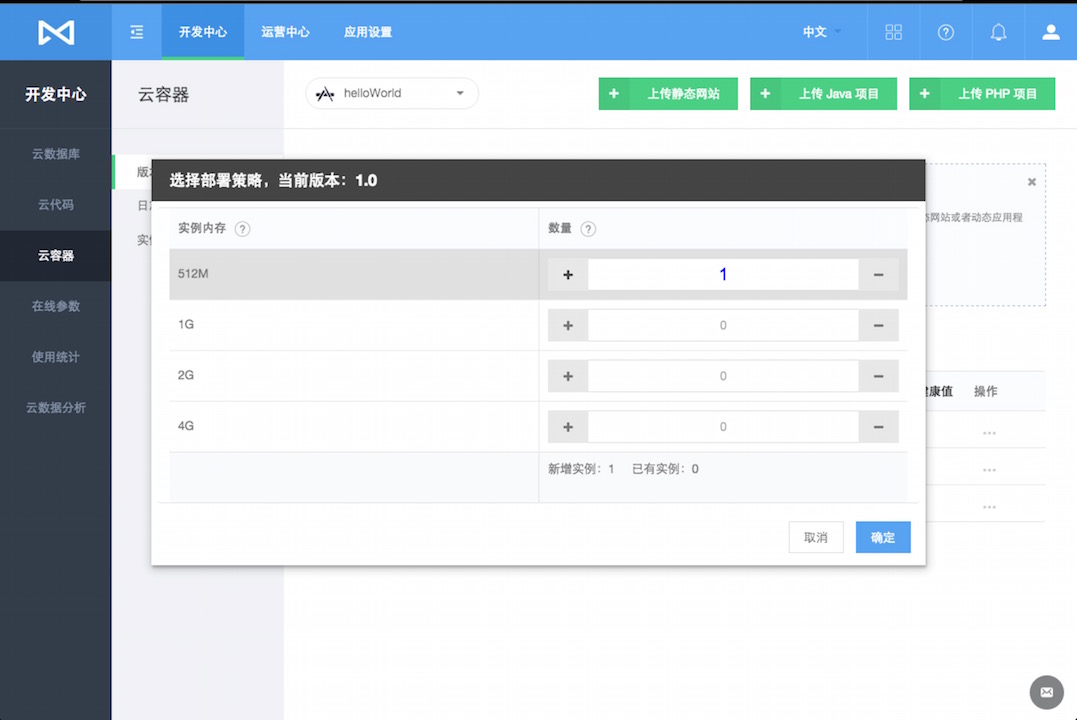 开发中心 运营中心 应用设置 中文
开发中心 云容器 helloWorld 上传静态网站 上传 Java 项目 上传 PHP 项目
云数据库
云代码
云容器
在线参数
使用统计
云数据分析
选择部署策略，当前版本：1.0
实例内存 数量
512M 1
1G 0
2G 0
4G 0
新增实例：1 已有实例：0
取消 确定
网站或者动态应用程
康值 操作